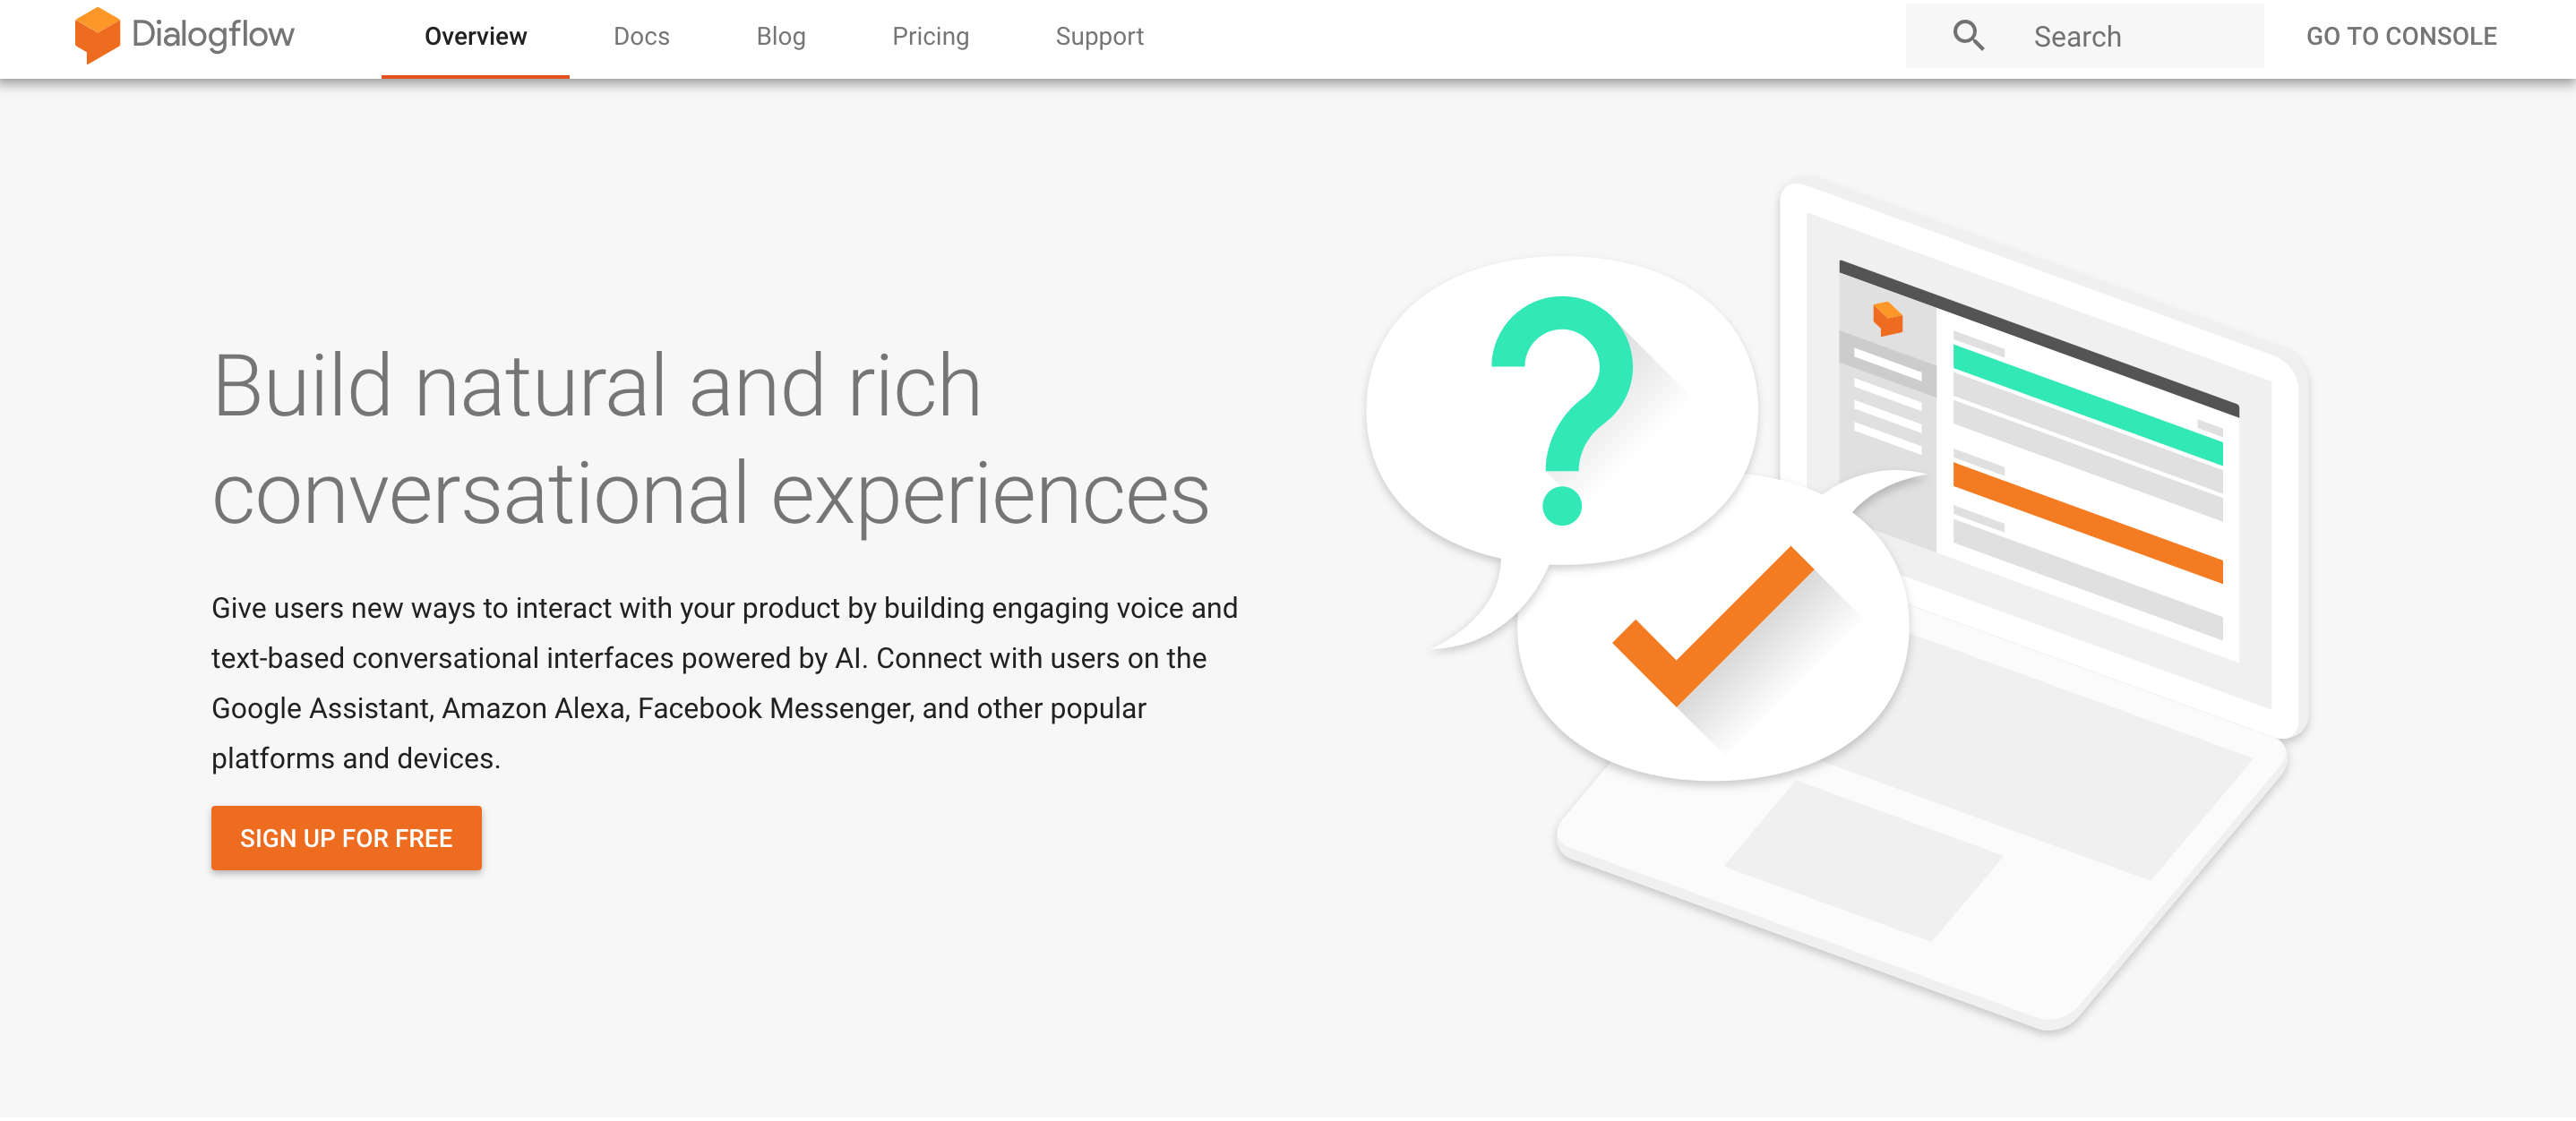 Dialogflow Overview Docs Blog Pricing Support Search GO TO CONSOLE
Build natural and rich
conversational experiences
Give users new ways to interact with your product by building engaging voice and
text-based conversational interfaces powered by AI. Connect with users on the
Google Assistant, Amazon Alexa, Facebook Messenger, and other popular
platforms and devices.
SIGN UP FOR FREE